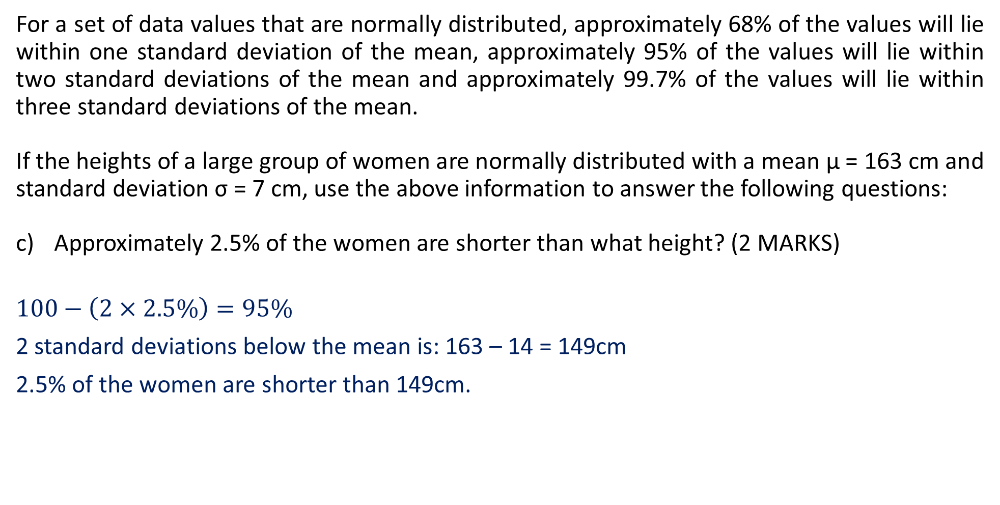 For a set of data values that are normally distributed, approximately 68% of the values will lie
within one standard deviation of the mean, approximately 95% of the values will lie within
two standard deviations of the mean and approximately 99.7% of the values will lie within
three standard deviations of the mean.
If the heights of a large group of women are normally distributed with a mean μ = 163 cm and
standard deviation σ = 7 cm, use the above information to answer the following questions:
c) Approximately 2.5% of the women are shorter than what height? (2 MARKS)
100 − (2 × 2.5%) = 95%
2 standard deviations below the mean is: 163 – 14 = 149cm
2.5% of the women are shorter than 149cm.